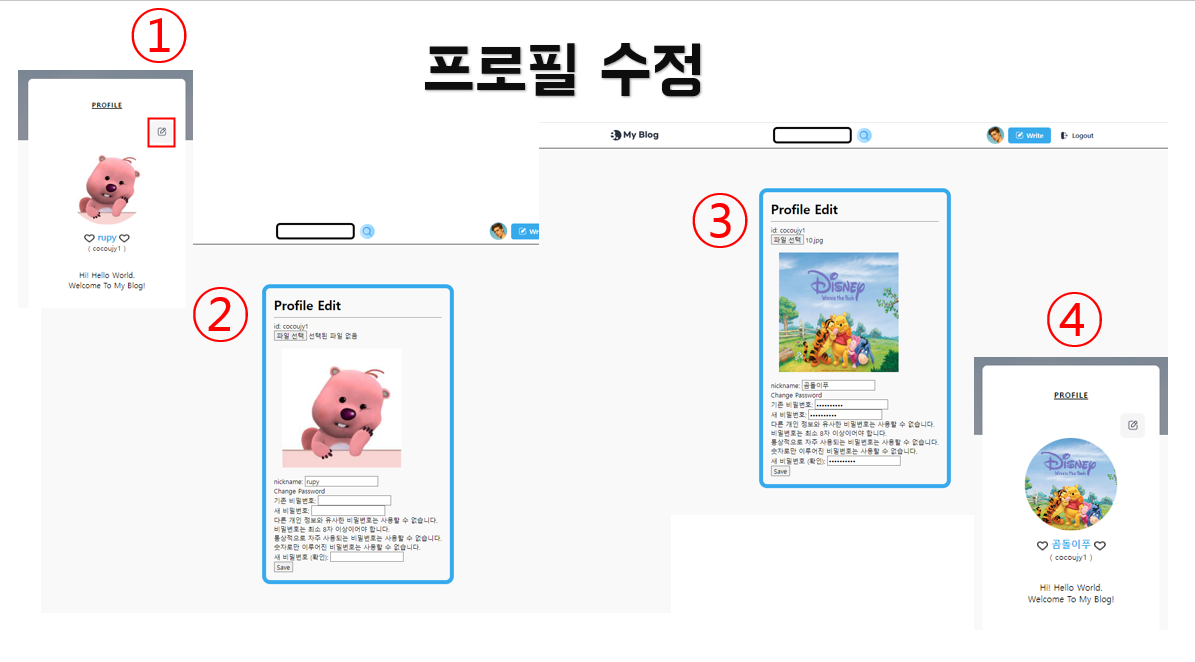 프로필 수정
①
PROFILE
rupy
( cocoujy1 )
Hi! Hello World.
Welcome To My Blog!
②
Profile Edit
id: cocoujy1
파일 선택 선택된 파일 없음
nickname: rupy
Change Password
기존 비밀번호:
새 비밀번호:
다른 개인 정보와 유사한 비밀번호는 사용할 수 없습니다.
비밀번호는 최소 8자 이상이어야 합니다.
통상적으로 자주 사용되는 비밀번호는 사용할 수 없습니다.
숫자로만 이루어진 비밀번호는 사용할 수 없습니다.
새 비밀번호 (확인):
Save
My Blog
Write
Logout
③
Profile Edit
id: cocoujy1
파일 선택 10.jpg
Disney
Winnie the Pooh
nickname: 곰돌이푸
Change Password
기존 비밀번호: ••••••••••
새 비밀번호: ••••••••••
다른 개인 정보와 유사한 비밀번호는 사용할 수 없습니다.
비밀번호는 최소 8자 이상이어야 합니다.
통상적으로 자주 사용되는 비밀번호는 사용할 수 없습니다.
숫자로만 이루어진 비밀번호는 사용할 수 없습니다.
새 비밀번호 (확인): ••••••••••
Save
④
PROFILE
Disney
Winnie the Pooh
곰돌이푸
( cocoujy1 )
Hi! Hello World.
Welcome To My Blog!